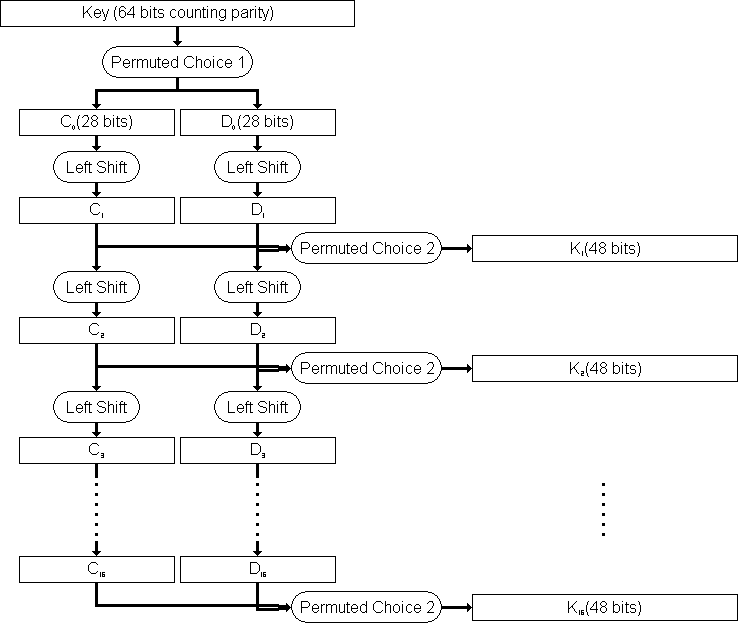 Key (64 bits counting parity)
Permuted Choice 1
C₀(28 bits) D₀(28 bits)
Left Shift Left Shift
C₁ D₁
Permuted Choice 2 K₁(48 bits)
Left Shift Left Shift
C₂ D₂
Permuted Choice 2 K₂(48 bits)
Left Shift Left Shift
C₃ D₃
C₁₆ D₁₆
Permuted Choice 2 K₁₆(48 bits)